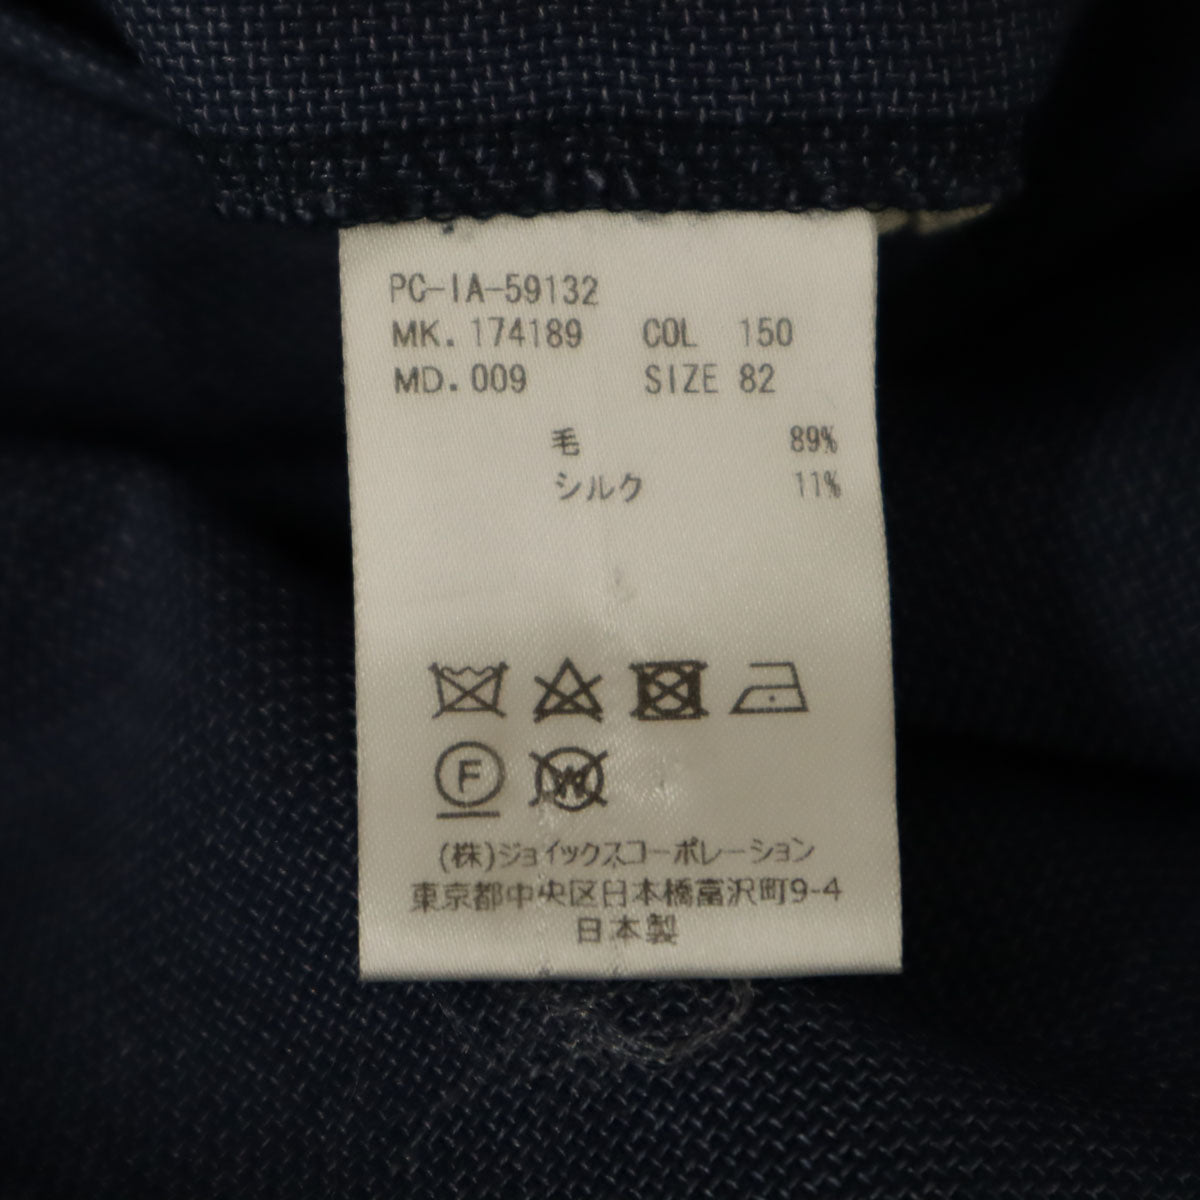 PC-IA-59132
MK. 174189 COL 150
MD. 009 SIZE 82
毛 89%
シルク 11%
F W
(株)ジョイックスコーポレーション
東京都中央区日本橋富沢町9-4
日本製